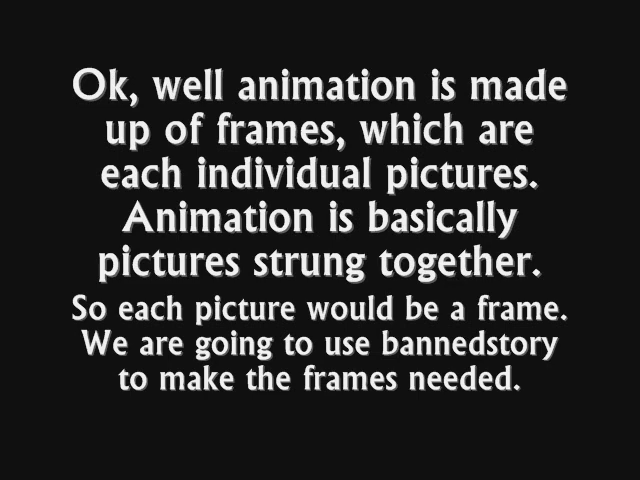 Ok, well animation is made
up of frames, which are
each individual pictures.
Animation is basically
pictures strung together.
So each picture would be a frame.
We are going to use bannedstory
to make the frames needed.